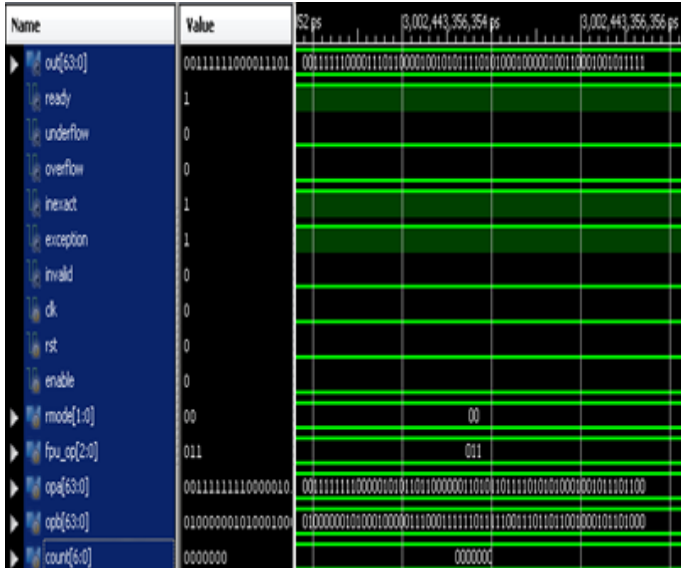 Name Value 52 ps 3,002,443,356,354 ps 3,002,443,356,356 ps
out[63:0] 00111111000011101.
ready 1
underflow 0
overflow 0
inexact 1
exception 1
invalid 0
clk 0
rst 0
enable 0
rmode[1:0] 00 00
fpu_op[2:0] 011 011
opa[63:0] 00111111110000010.
opb[63:0]
count[6:0] 0000000 0000000